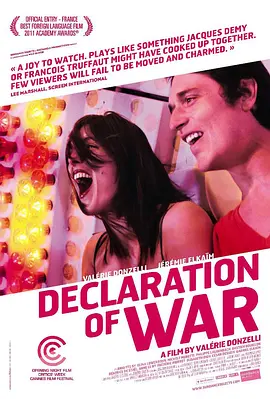 OFFICIAL ENTRY - FRANCE
BEST FOREIGN LANGUAGE FILM
2011 ACADEMY AWARDS®
« A JOY TO WATCH. PLAYS LIKE SOMETHING JACQUES DEMY
OR FRANCOIS TRUFFAUT MIGHT HAVE COOKED UP TOGETHER.
FEW VIEWERS WILL FAIL TO BE MOVED AND CHARMED. »
LEE MARSHALL, SCREEN INTERNATIONAL
VALÉRIE DONZELLI JÉRÉMIE ELKAÏM
DECLARATION
OF WAR
A FILM BY VALÉRIE DONZELLI
OPENING NIGHT FILM
CRITICS' WEEK
CANNES FILM FESTIVAL